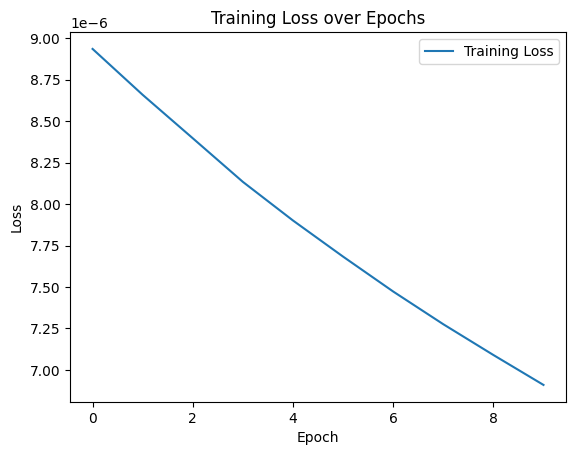 Training Loss over Epochs
1e−6
Training Loss
9.00
8.75
8.50
8.25
8.00
7.75
7.50
7.25
7.00
Loss
0 2 4 6 8
Epoch